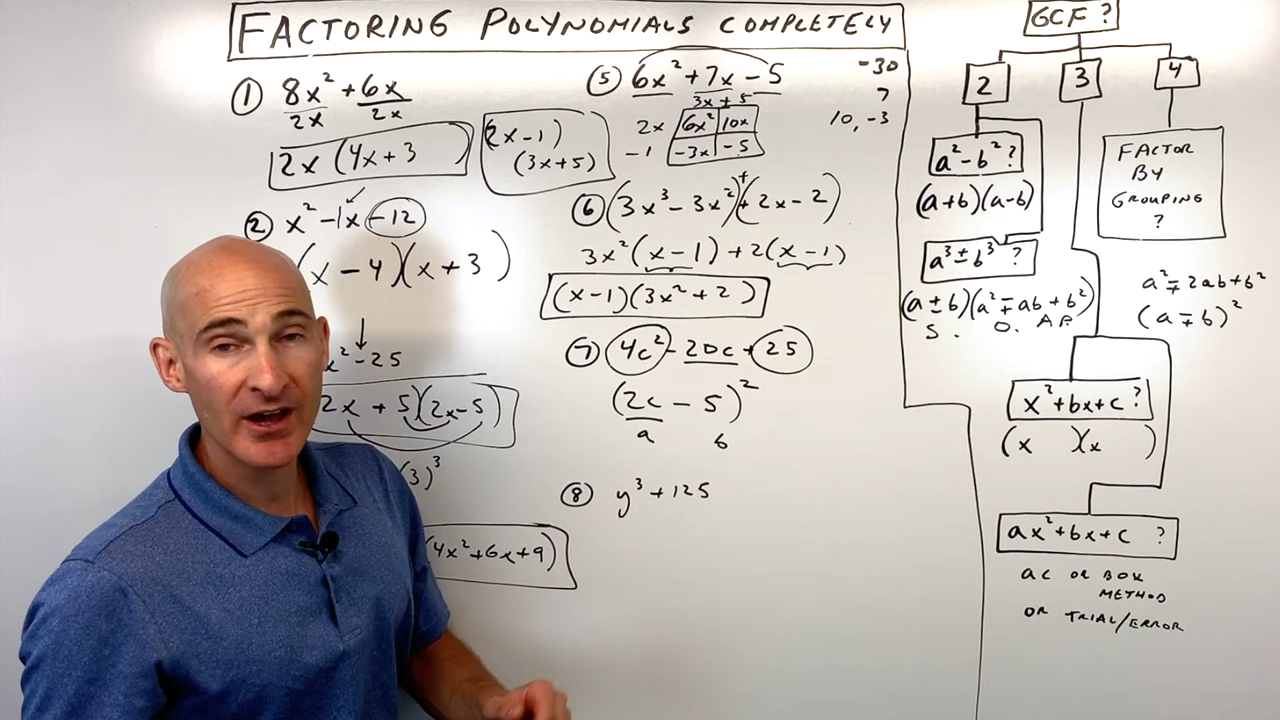 FACTORING POLYNOMIALS COMPLETELY
① 8x² + 6x
2x 2x
2x (4x + 3 )
② x² - 1x - 12
(x - 4)(x + 3 )
x² - 25
2x + 5)(2x - 5)
(3)³
(4x² + 6x + 9)
⑤ 6x² + 7x - 5
-30
7
10, -3
3x + 5
2x 6x² 10x
-1 -3x -5
(2x - 1)
(3x + 5)
⑥ (3x³ - 3x²) + (2x - 2)
3x² (x - 1) + 2(x - 1)
(x - 1)(3x² + 2 )
⑦ 4c² - 20c + 25
(2c - 5)²
a b
⑧ y³ + 125
GCF ?
2 3 4
a² - b² ?
(a + b)(a - b)
a³ ± b³ ?
(a ± b)(a² ∓ ab + b²)
S. O. A.P.
FACTOR
BY
GROUPING
?
a² ∓ 2ab + b²
(a ∓ b)²
x² + bx + c ?
(x )(x )
ax² + bx + c ?
ac OR BOX
METHOD
OR TRIAL/ERROR